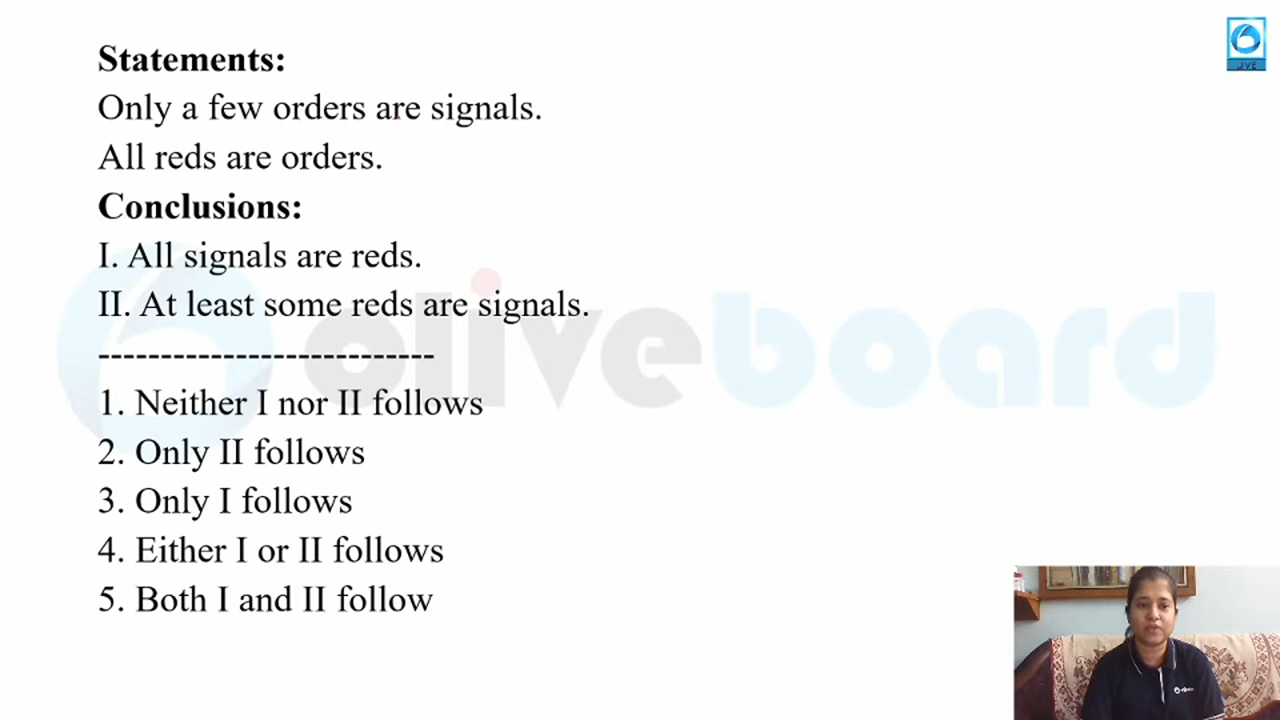 Statements:
Only a few orders are signals.
All reds are orders.
Conclusions:
I. All signals are reds.
II. At least some reds are signals.
---------------------------
1. Neither I nor II follows
2. Only II follows
3. Only I follows
4. Either I or II follows
5. Both I and II follow
oliveboard
LIVE